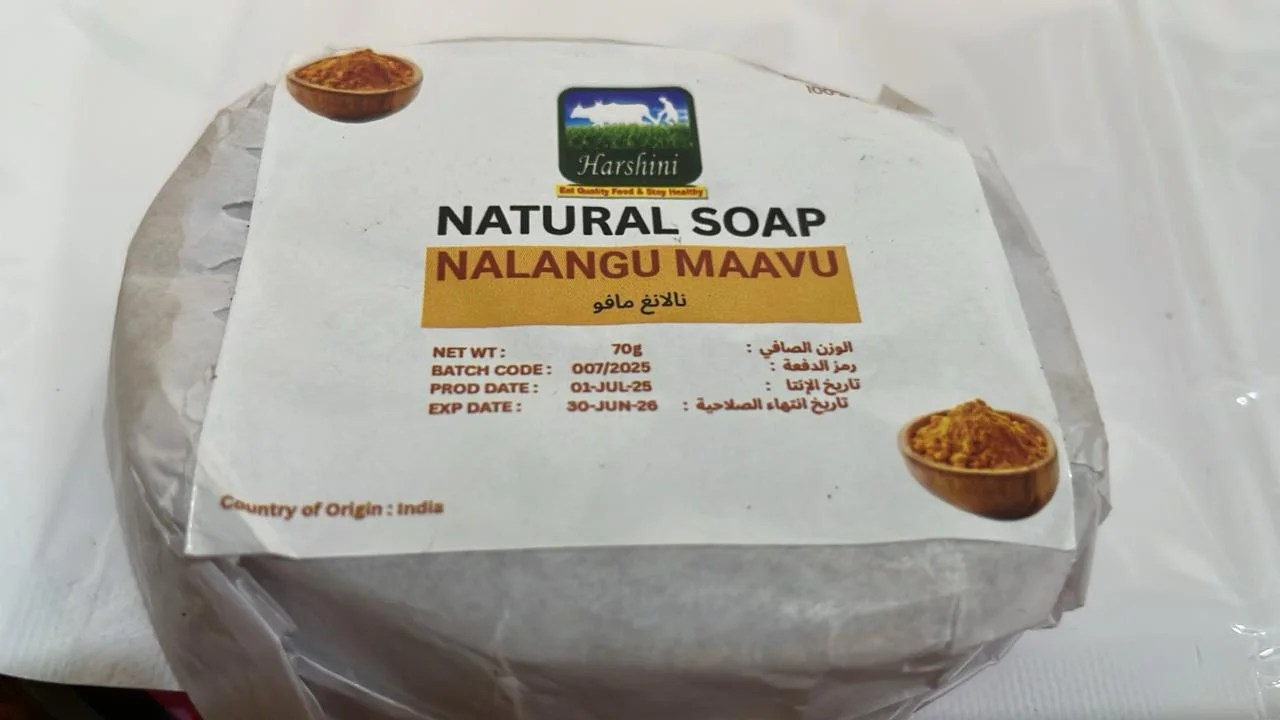 Harshini
Eat Quality Food & Stay Healthy
NATURAL SOAP
NALANGU MAAVU
نالانغ مافو
NET WT : 70g الوزن الصافي :
BATCH CODE : 007/2025 رمز الدفعة :
PROD DATE : 01-JUL-25 تاريخ الإنتا :
EXP DATE : 30-JUN-26 تاريخ انتهاء الصلاحية :
Country of Origin : India